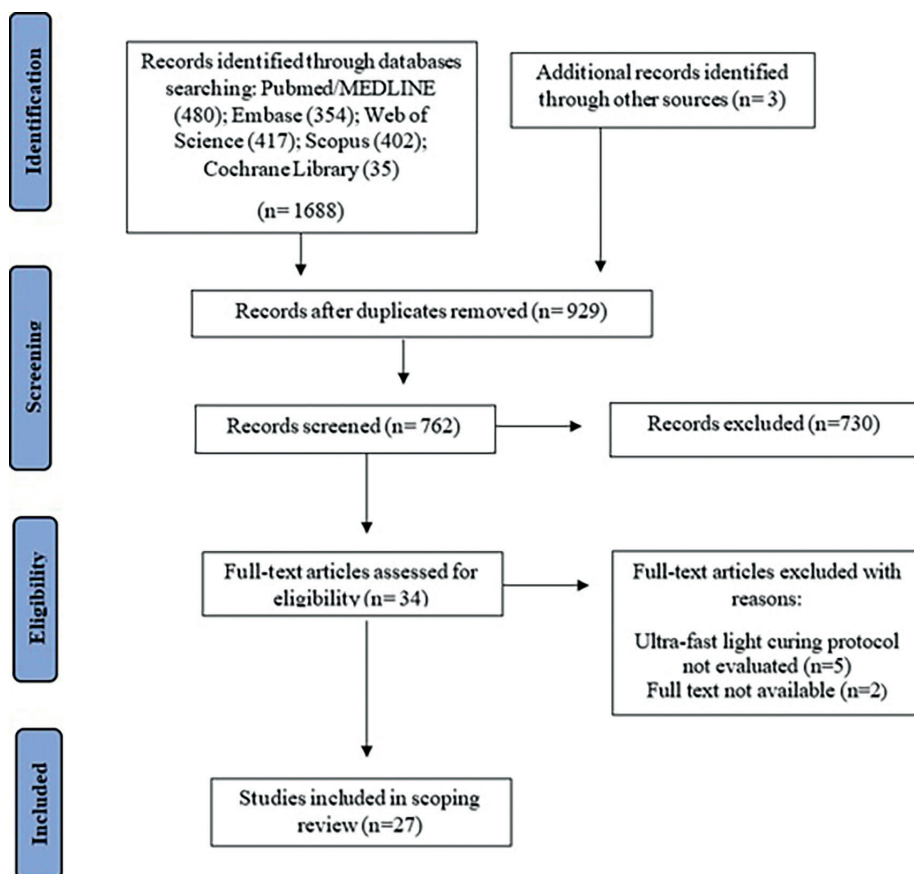 Identification
Records identified through databases
searching: Pubmed/MEDLINE
(480); Embase (354); Web of
Science (417); Scopus (402);
Cochrane Library (35)
(n= 1688)
Additional records identified
through other sources (n= 3)
Screening
Records after duplicates removed (n= 929)
Records screened (n= 762)
Records excluded (n=730)
Eligibility
Full-text articles assessed for
eligibility (n= 34)
Full-text articles excluded with
reasons:
Ultra-fast light curing protocol
not evaluated (n=5)
Full text not available (n=2)
Included
Studies included in scoping
review (n=27)